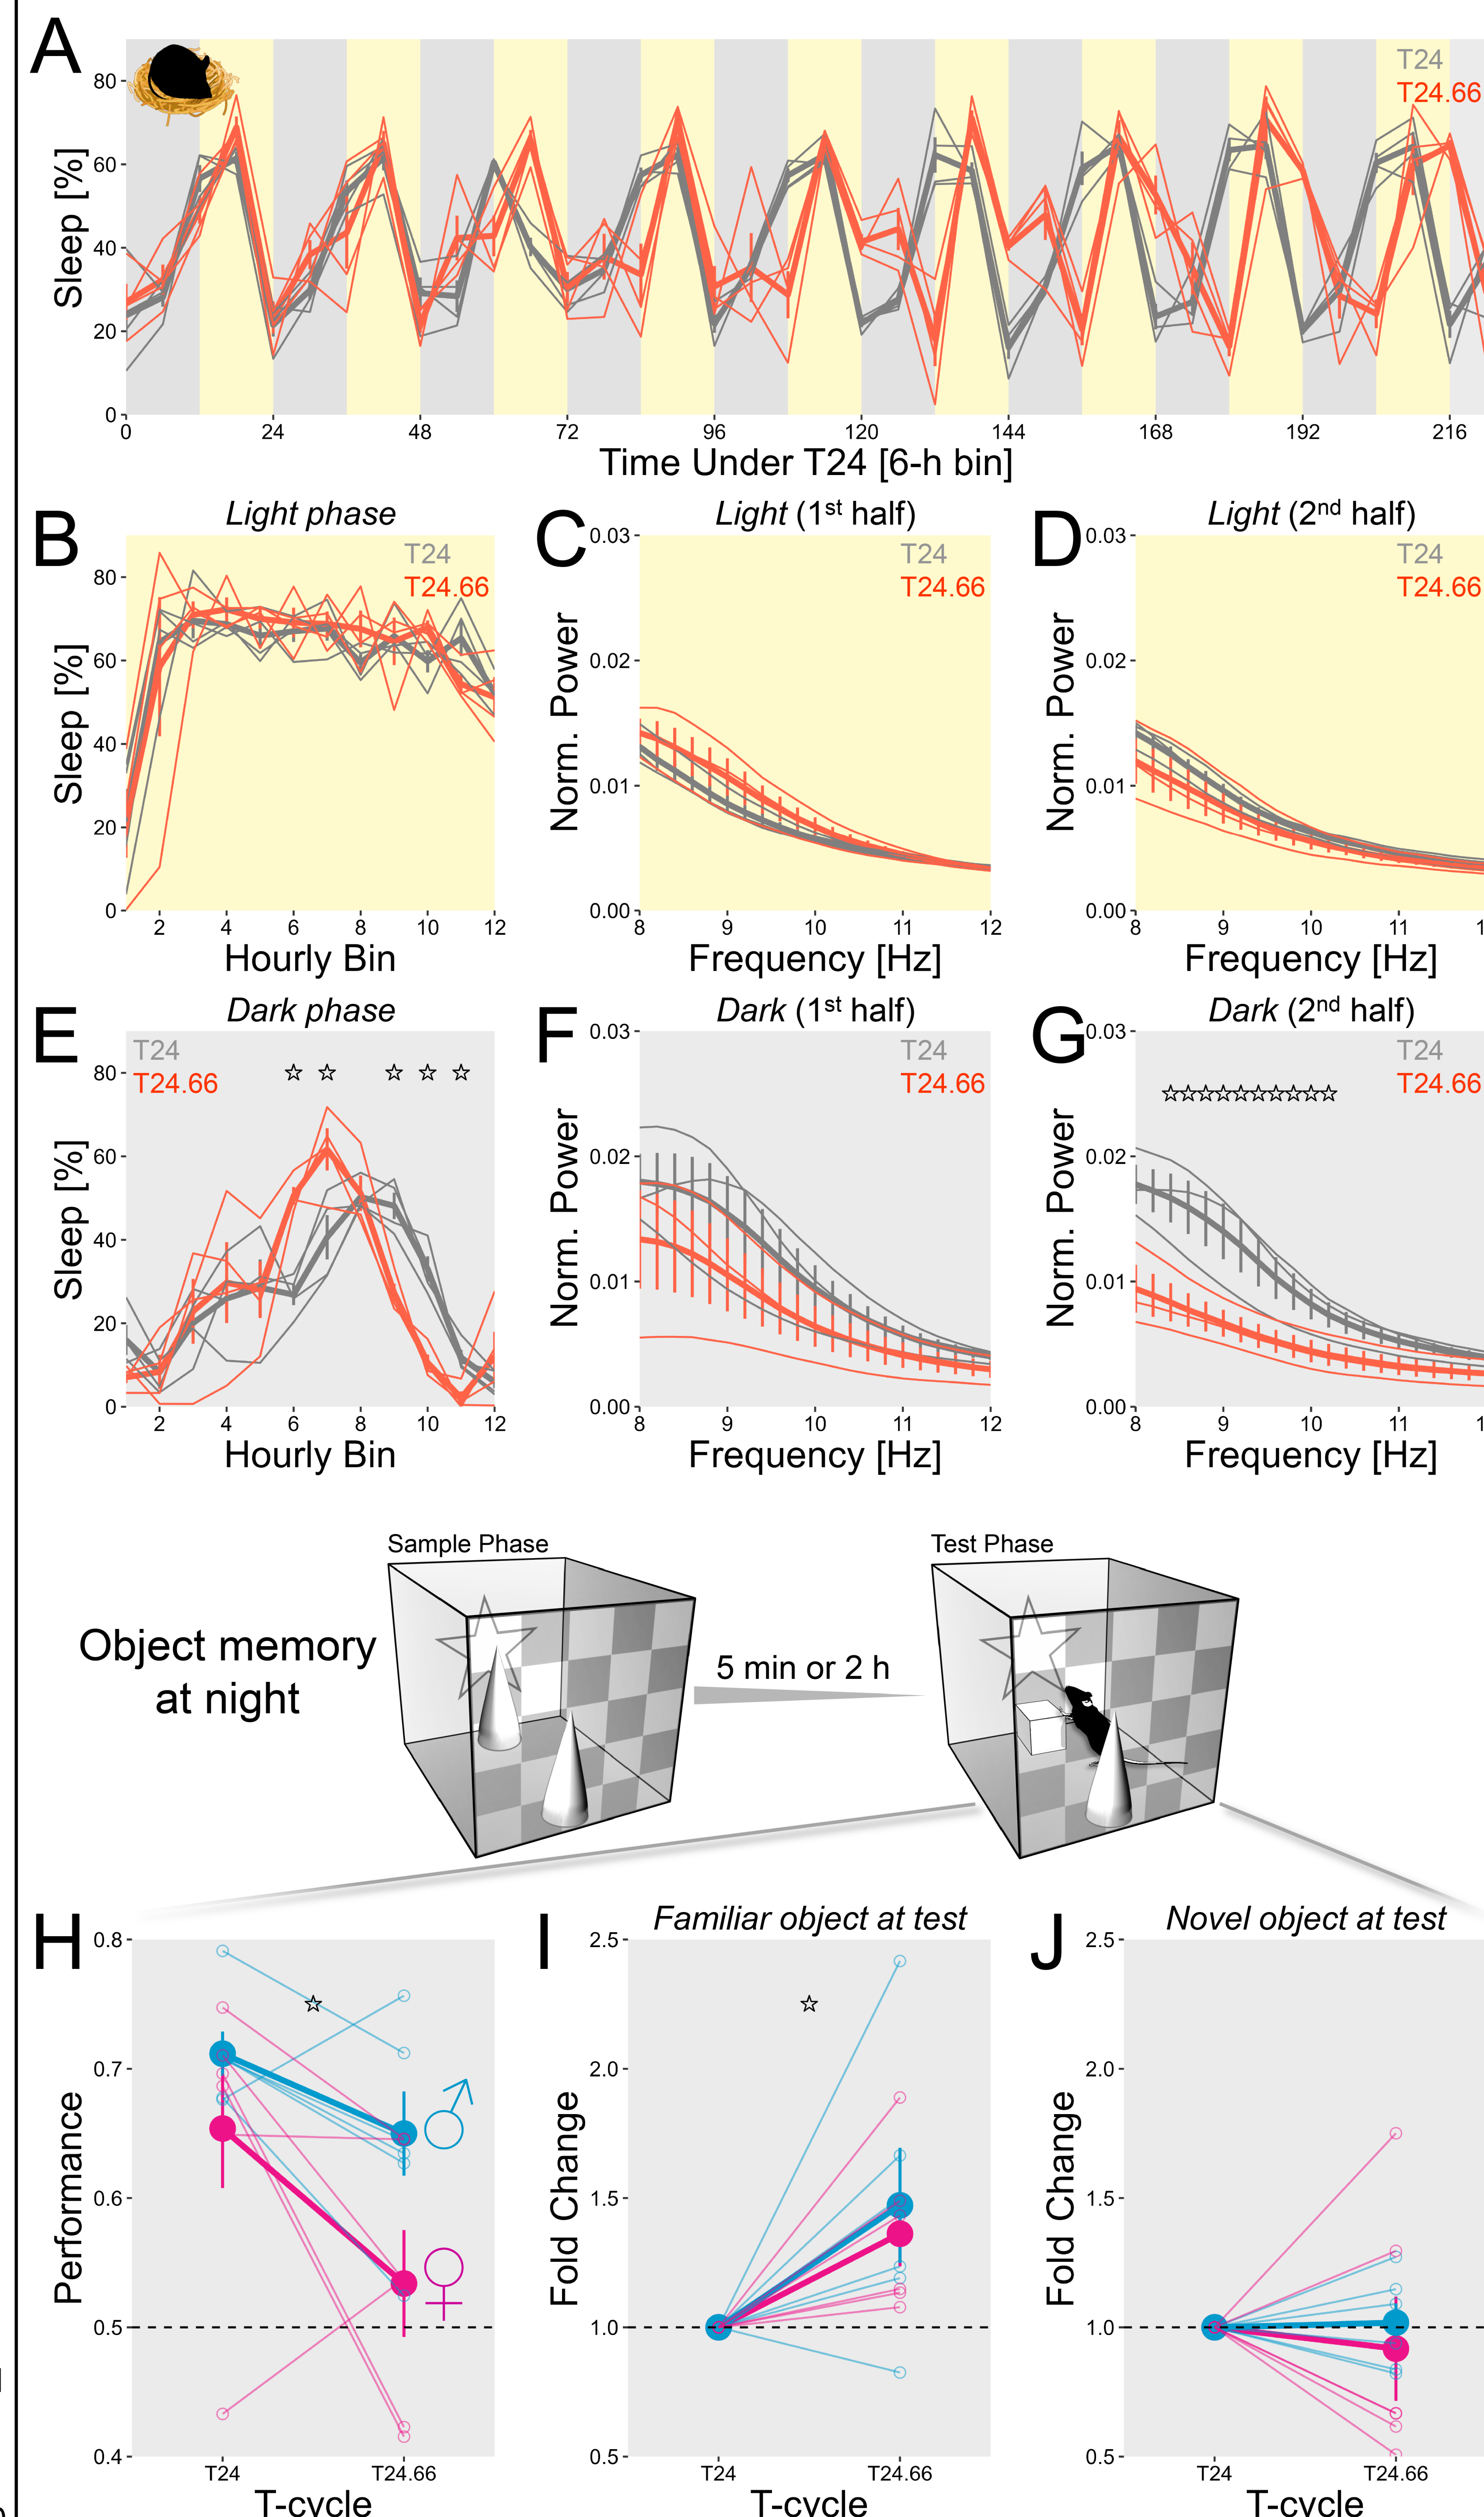 A
T24
T24.66
80
60
40
20
0
Sleep [%]
0 24 48 72 96 120 144 168 192 216
Time Under T24 [6-h bin]
B
Light phase
T24
T24.66
80
60
40
20
0
Sleep [%]
2 4 6 8 10 12
Hourly Bin
C
Light (1st half)
T24
T24.66
0.03
0.02
0.01
0.00
Norm. Power
8 9 10 11 12
Frequency [Hz]
D
Light (2nd half)
T24
T24.66
0.03
0.02
0.01
0.00
Norm. Power
8 9 10 11
Frequency [Hz]
E
Dark phase
T24
T24.66
80
60
40
20
0
Sleep [%]
2 4 6 8 10 12
Hourly Bin
F
Dark (1st half)
T24
T24.66
0.03
0.02
0.01
0.00
Norm. Power
8 9 10 11 12
Frequency [Hz]
G
Dark (2nd half)
T24
T24.66
0.03
0.02
0.01
0.00
Norm. Power
8 9 10 11
Frequency [Hz]
Object memory
at night
Sample Phase
5 min or 2 h
Test Phase
H
0.8
0.7
0.6
0.5
0.4
Performance
T24 T24.66
T-cycle
I
Familiar object at test
2.5
2.0
1.5
1.0
0.5
Fold Change
T24 T24.66
T-cycle
J
Novel object at test
2.5
2.0
1.5
1.0
0.5
Fold Change
T24 T24.66
T-cycle